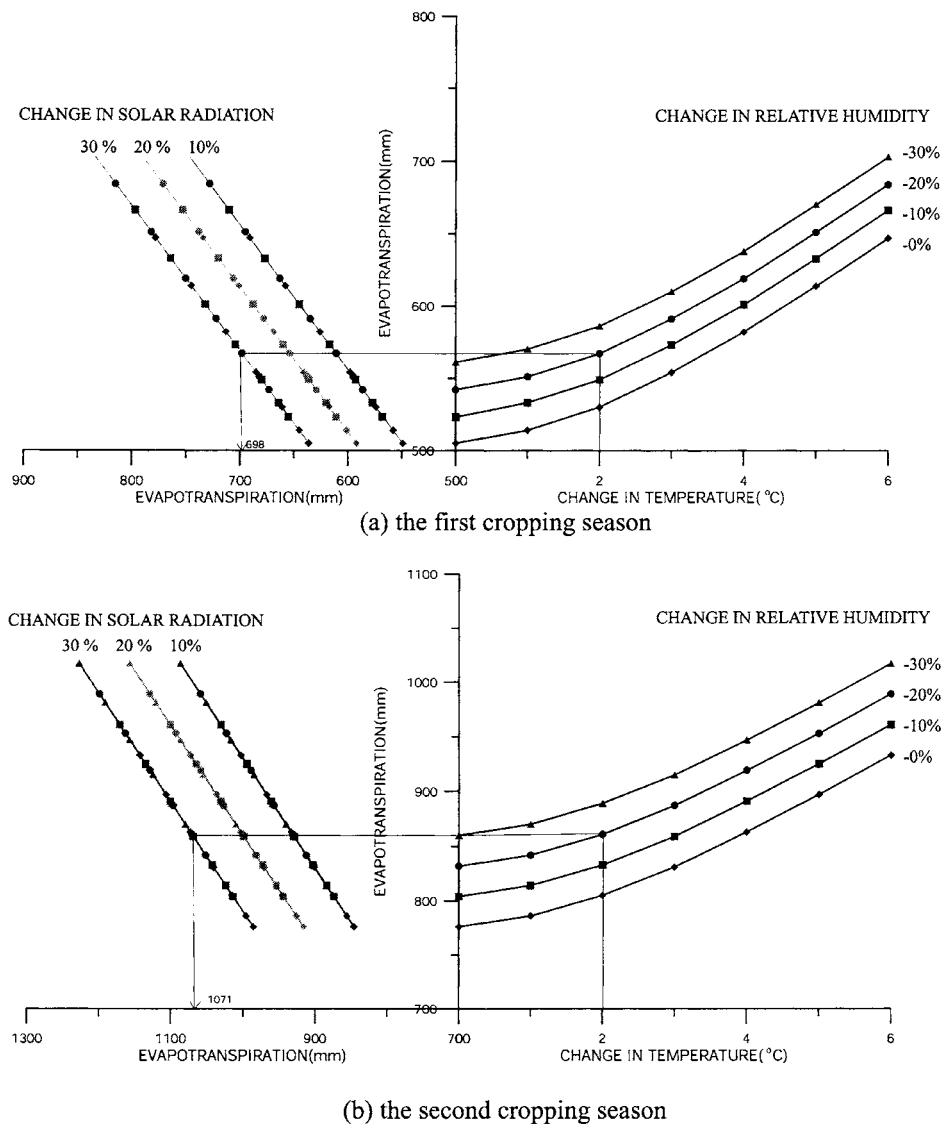 800
CHANGE IN SOLAR RADIATION
CHANGE IN RELATIVE HUMIDITY
30 % 20 % 10%
700
-30%
-20%
-10%
-0%
EVAPOTRANSPIRATION(mm)
600
698
500
900 800 700 600 500 2 4 6
EVAPOTRANSPIRATION(mm) CHANGE IN TEMPERATURE( °C)
(a) the first cropping season
1100
CHANGE IN SOLAR RADIATION
CHANGE IN RELATIVE HUMIDITY
30 % 20 % 10%
1000
-30%
-20%
-10%
-0%
EVAPOTRANSPIRATION(mm)
900
800
1071
700
1300 1100 900 700 2 4 6
EVAPOTRANSPIRATION(mm) CHANGE IN TEMPERATURE( °C)
(b) the second cropping season